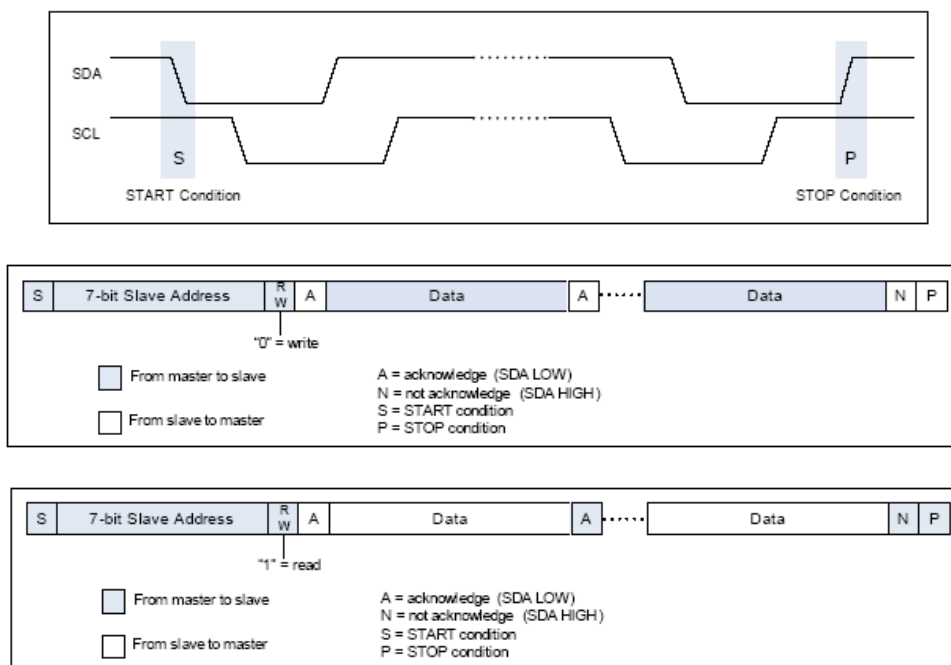 SDA
SCL
S
P
START Condition
STOP Condition
S 7-bit Slave Address RW A Data A Data N P
"0" = write
From master to slave
From slave to master
A = acknowledge (SDA LOW)
N = not acknowledge (SDA HIGH)
S = START condition
P = STOP condition
S 7-bit Slave Address RW A Data A Data N P
"1" = read
From master to slave
From slave to master
A = acknowledge (SDA LOW)
N = not acknowledge (SDA HIGH)
S = START condition
P = STOP condition